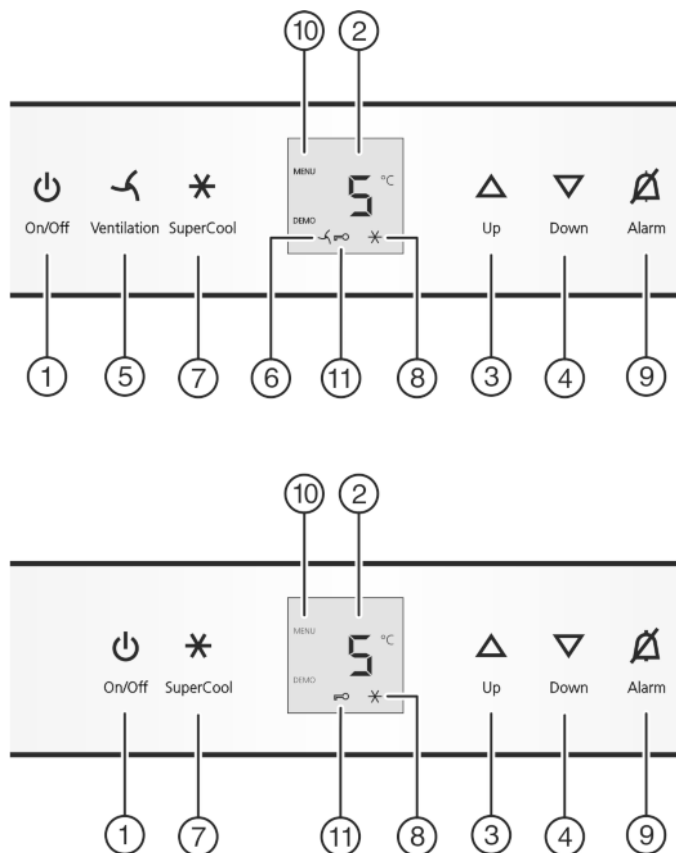 10 2
MENU
5 °C
DEMO
On/Off Ventilation SuperCool Up Down Alarm
1 5 7 6 11 8 3 4 9
10 2
MENU
5 °C
DEMO
On/Off SuperCool Up Down Alarm
1 7 11 8 3 4 9